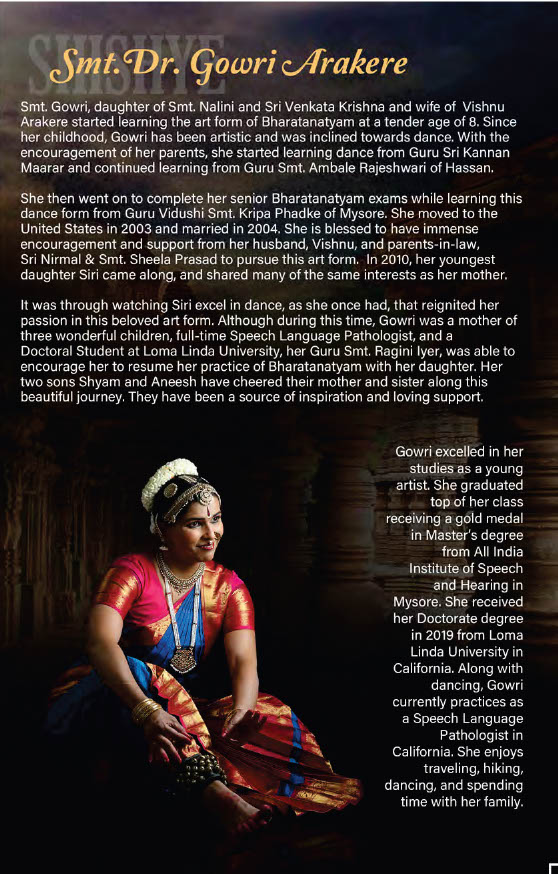 SHISHYE
Smt. Dr. Gowri Arakere
Smt. Gowri, daughter of Smt. Nalini and Sri Venkata Krishna and wife of Vishnu
Arakere started learning the art form of Bharatanatyam at a tender age of 8. Since
her childhood, Gowri has been artistic and was inclined towards dance. With the
encouragement of her parents, she started learning dance from Guru Sri Kannan
Maarar and continued learning from Guru Smt. Ambale Rajeshwari of Hassan.
She then went on to complete her senior Bharatanatyam exams while learning this
dance form from Guru Vidushi Smt. Kripa Phadke of Mysore. She moved to the
United States in 2003 and married in 2004. She is blessed to have immense
encouragement and support from her husband, Vishnu, and parents-in-law,
Sri Nirmal & Smt. Sheela Prasad to pursue this art form. In 2010, her youngest
daughter Siri came along, and shared many of the same interests as her mother.
It was through watching Siri excel in dance, as she once had, that reignited her
passion in this beloved art form. Although during this time, Gowri was a mother of
three wonderful children, full-time Speech Language Pathologist, and a
Doctoral Student at Loma Linda University, her Guru Smt. Ragini Iyer, was able to
encourage her to resume her practice of Bharatanatyam with her daughter. Her
two sons Shyam and Aneesh have cheered their mother and sister along this
beautiful journey. They have been a source of inspiration and loving support.
Gowri excelled in her
studies as a young
artist. She graduated
top of her class
receiving a gold medal
in Master's degree
from All India
Institute of Speech
and Hearing in
Mysore. She received
her Doctorate degree
in 2019 from Loma
Linda University in
California. Along with
dancing, Gowri
currently practices as
a Speech Language
Pathologist in
California. She enjoys
traveling, hiking,
dancing, and spending
time with her family.